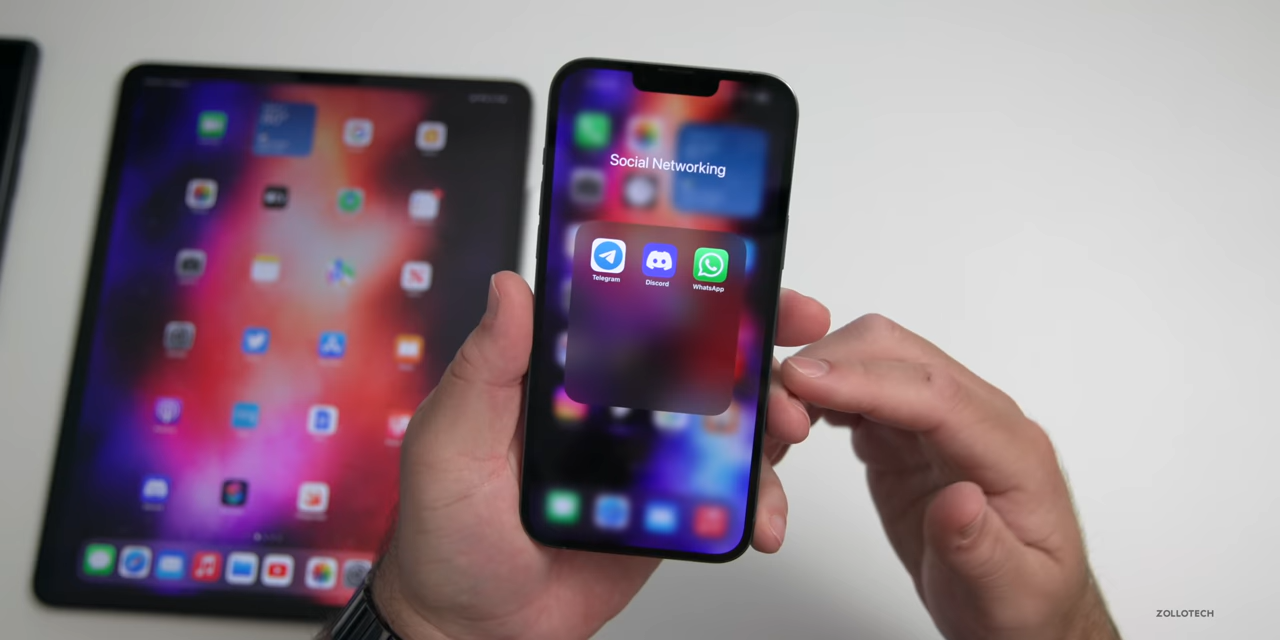 Social Networking
Telegram
Discord
WhatsApp
ZOLLOTECH